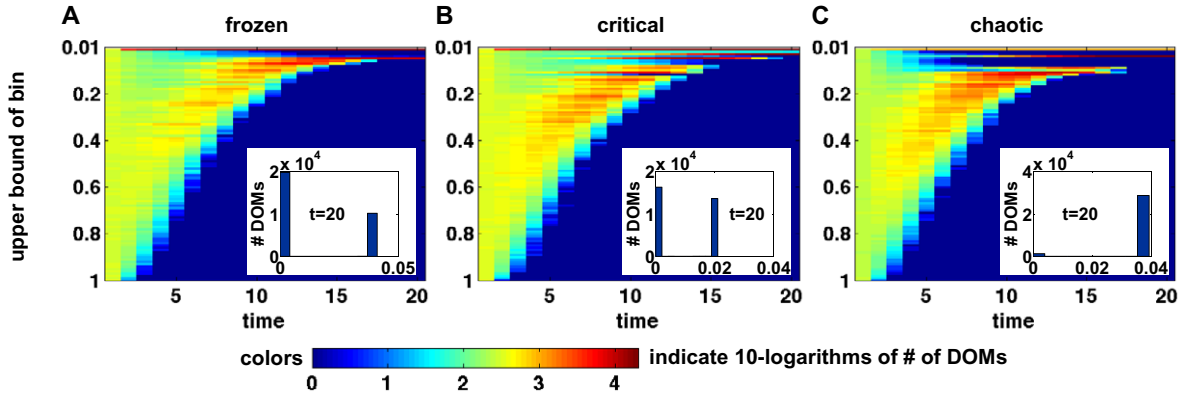 A
frozen
B
critical
C
chaotic
upper bound of bin
0.01
0.2
0.4
0.6
0.8
1
5
10
15
20
time
# DOMs
x 10^4
2
1
0
t=20
0
0.05
5
10
15
20
time
# DOMs
x 10^4
2
1
0
t=20
0
0.02
0.04
0.01
0.2
0.4
0.6
0.8
1
5
10
15
20
time
# DOMs
x 10^4
4
2
0
t=20
0
0.02
0.04
0.01
0.2
0.4
0.6
0.8
1
colors
0
1
2
3
4
indicate 10-logarithms of # of DOMs